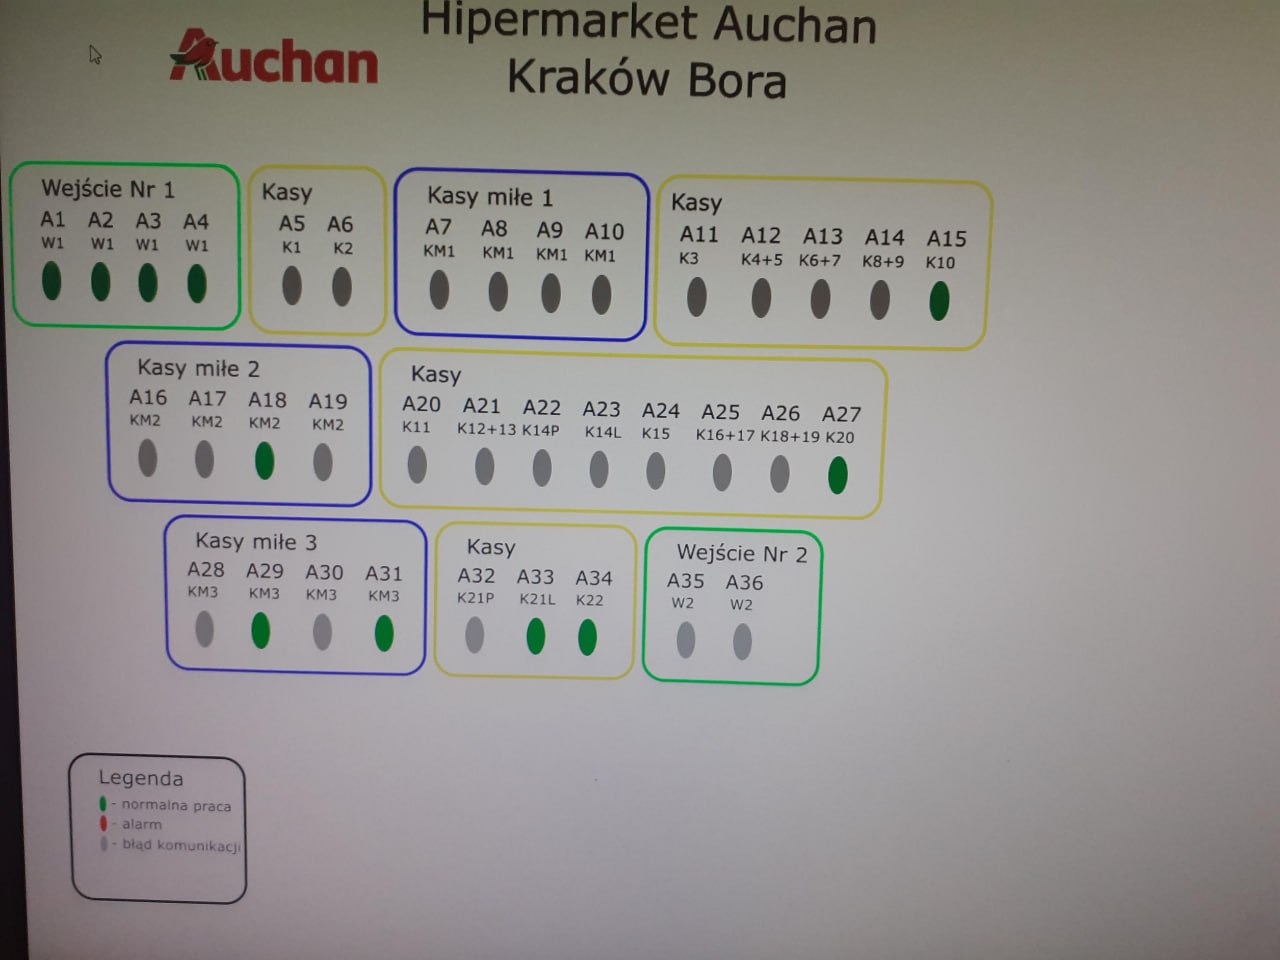 Hipermarket Auchan
Auchan
Kraków Bora
Wejście Nr 1
A1 A2 A3 A4
W1 W1 W1 W1
Kasy
A5 A6
K1 K2
Kasy miłe 1
A7 A8 A9 A10
KM1 KM1 KM1 KM1
Kasy
A11 A12 A13 A14 A15
K3 K4+5 K6+7 K8+9 K10
Kasy miłe 2
A16 A17 A18 A19
KM2 KM2 KM2 KM2
Kasy
A20 A21 A22 A23 A24 A25 A26 A27
K11 K12+13 K14P K14L K15 K16+17 K18+19 K20
Kasy miłe 3
A28 A29 A30 A31
KM3 KM3 KM3 KM3
Kasy
A32 A33 A34
K21P K21L K22
Wejście Nr 2
A35 A36
W2 W2
Legenda
- normalna praca
- alarm
- błąd komunikacji